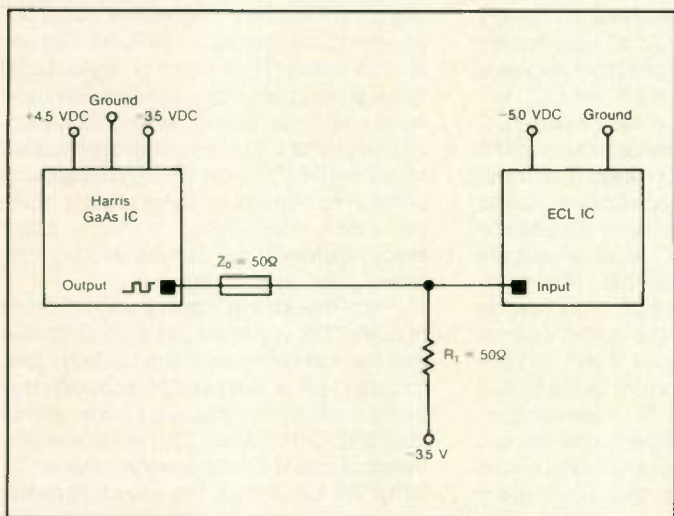 Ground
+4.5 VDC
−3.5 VDC
−5.0 VDC
Ground
Harris
GaAs IC
ECL IC
Z₀ = 50Ω
Output
Input
R_T = 50Ω
−3.5 V